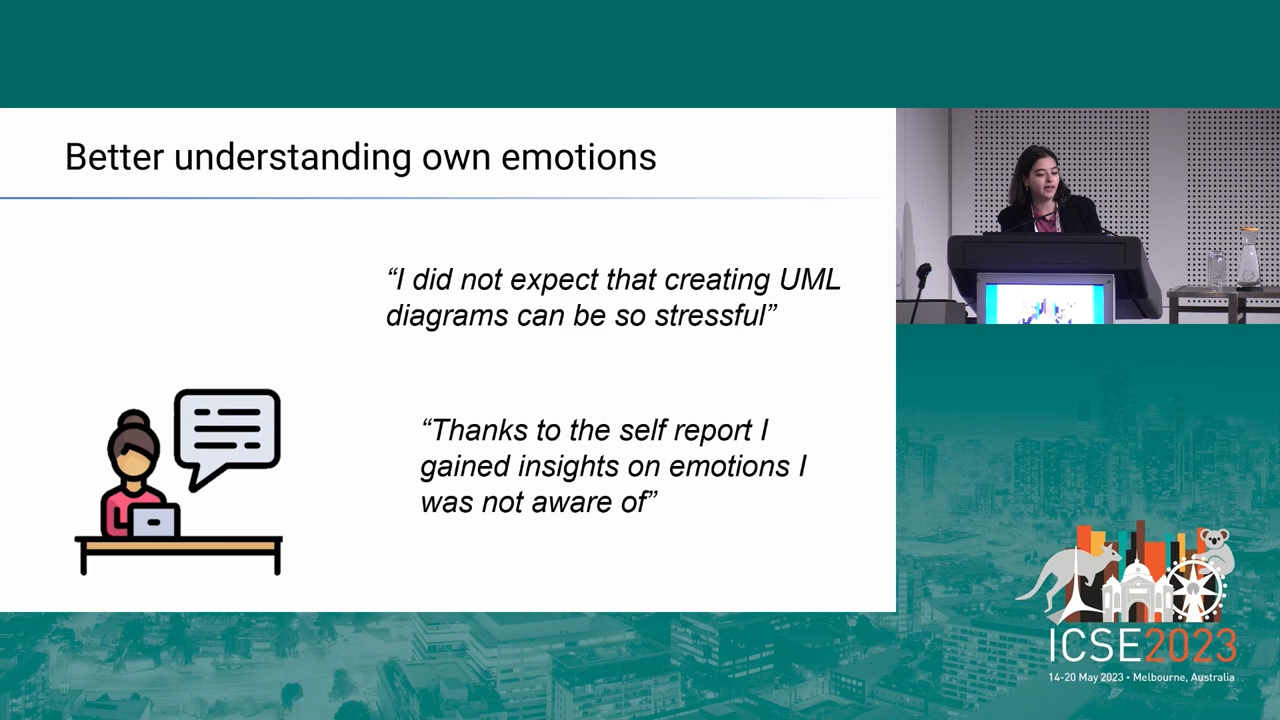 Better understanding own emotions
“I did not expect that creating UML
diagrams can be so stressful”
“Thanks to the self report I
gained insights on emotions I
was not aware of”
ICSE2023
14-20 May 2023 • Melbourne, Australia